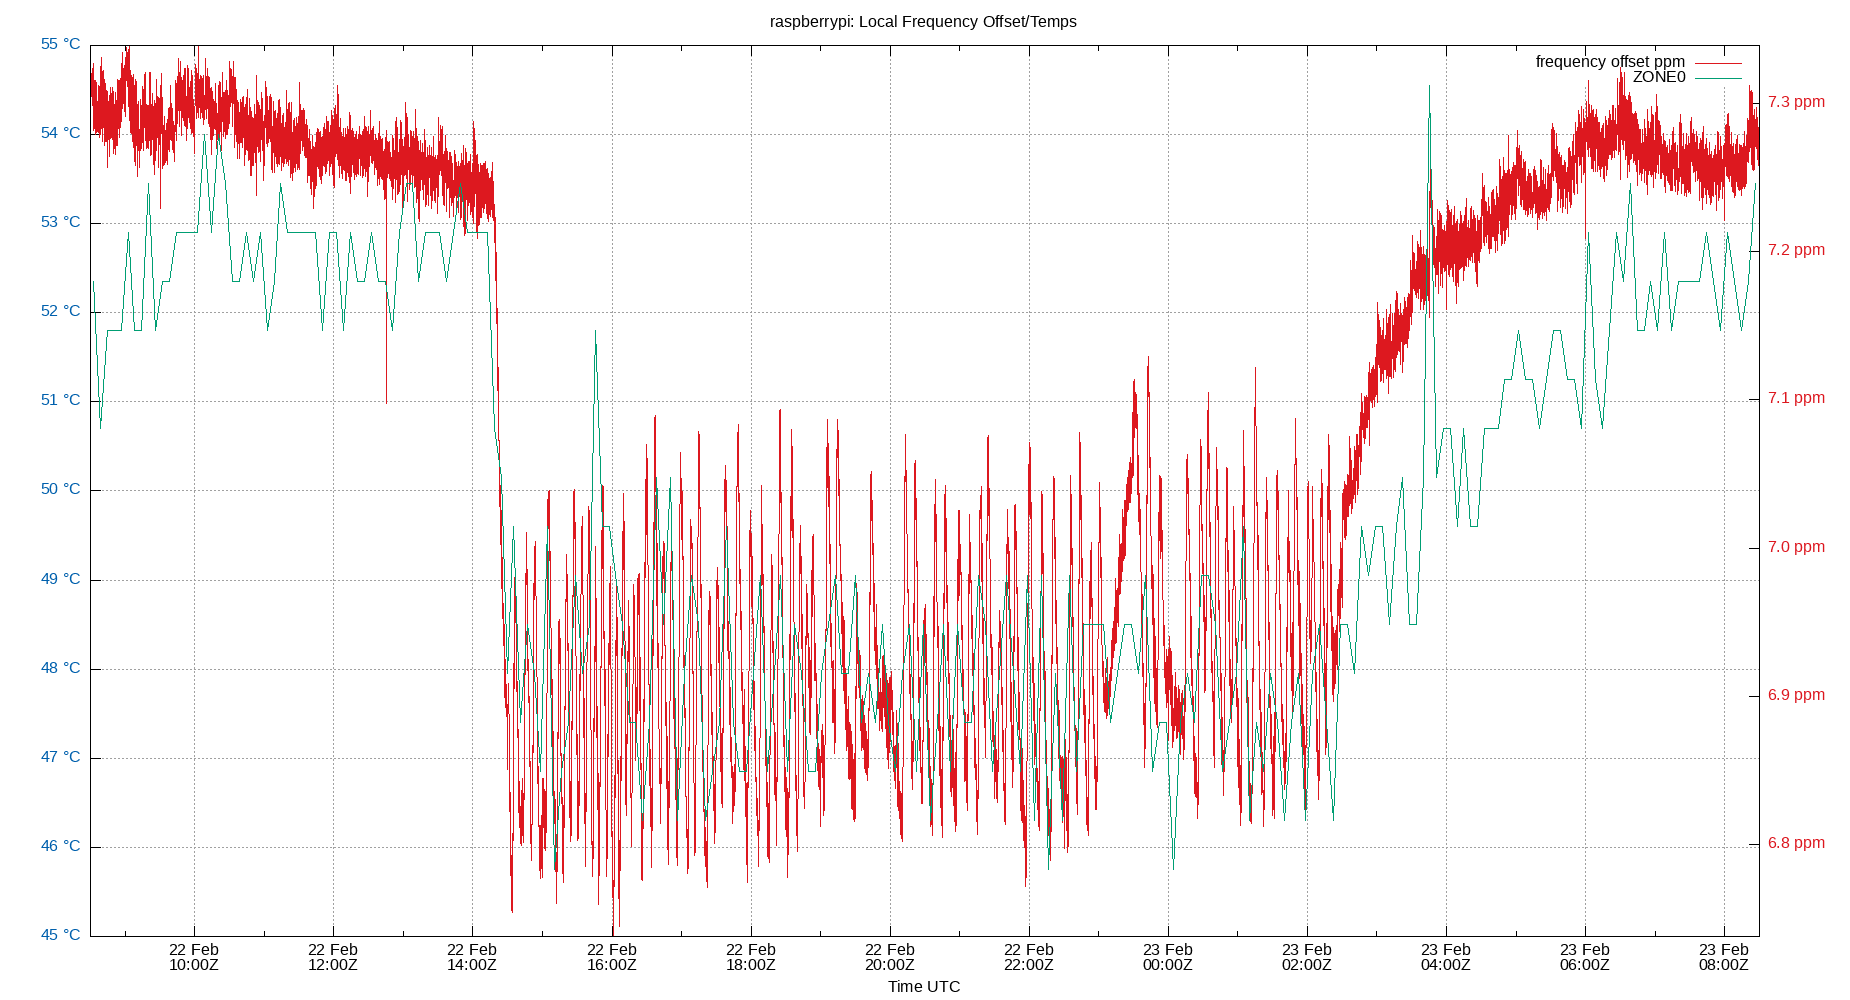 raspberrypi: Local Frequency Offset/Temps
frequency offset ppm
ZONE0
55 °C
54 °C
53 °C
52 °C
51 °C
50 °C
49 °C
48 °C
47 °C
46 °C
45 °C
7.3 ppm
7.2 ppm
7.1 ppm
7.0 ppm
6.9 ppm
6.8 ppm
22 Feb
10:00Z
22 Feb
12:00Z
22 Feb
14:00Z
22 Feb
16:00Z
22 Feb
18:00Z
22 Feb
20:00Z
22 Feb
22:00Z
23 Feb
00:00Z
23 Feb
02:00Z
23 Feb
04:00Z
23 Feb
06:00Z
23 Feb
08:00Z
Time UTC